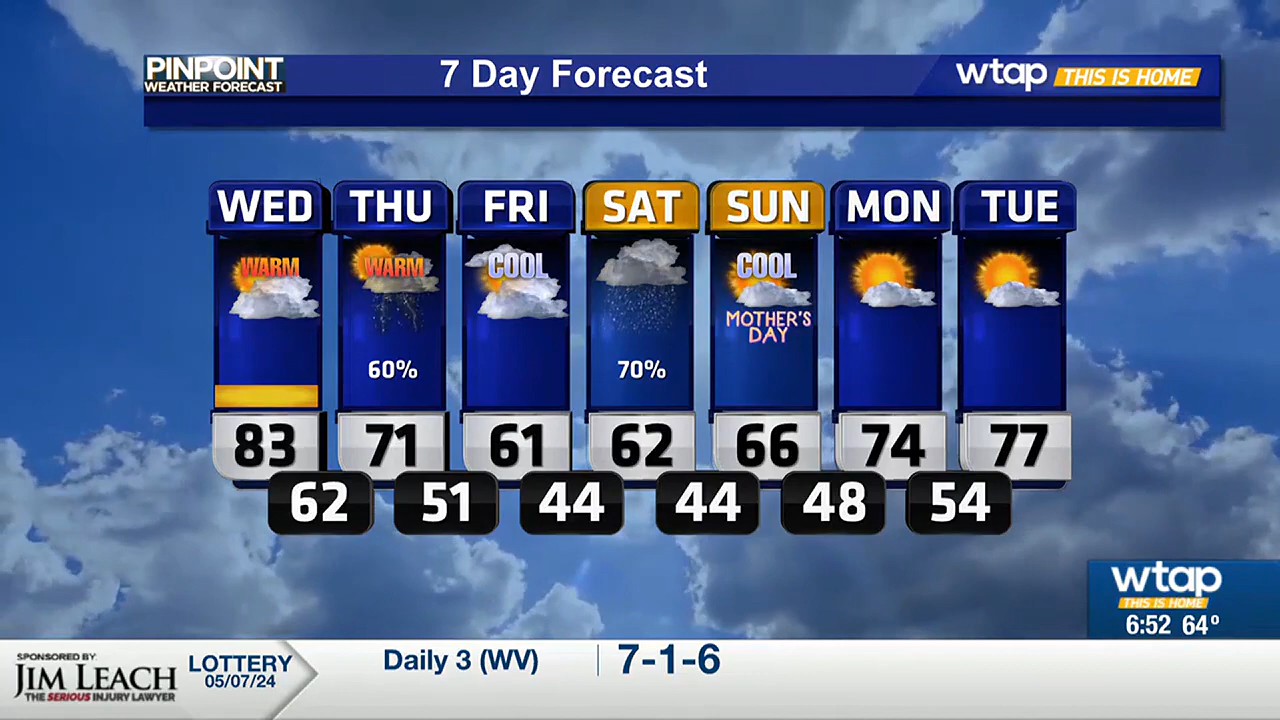 PINPOINT
WEATHER FORECAST
7 Day Forecast
wtap THIS IS HOME
WED THU FRI SAT SUN MON TUE
WARM WARM COOL COOL
MOTHER'S
DAY
60% 70%
83 71 61 62 66 74 77
62 51 44 44 48 54
wtap
THIS IS HOME
6:52 64°
SPONSORED BY:
JIM LEACH
THE SERIOUS INJURY LAWYER
LOTTERY
05/07/24
Daily 3 (WV) 7-1-6